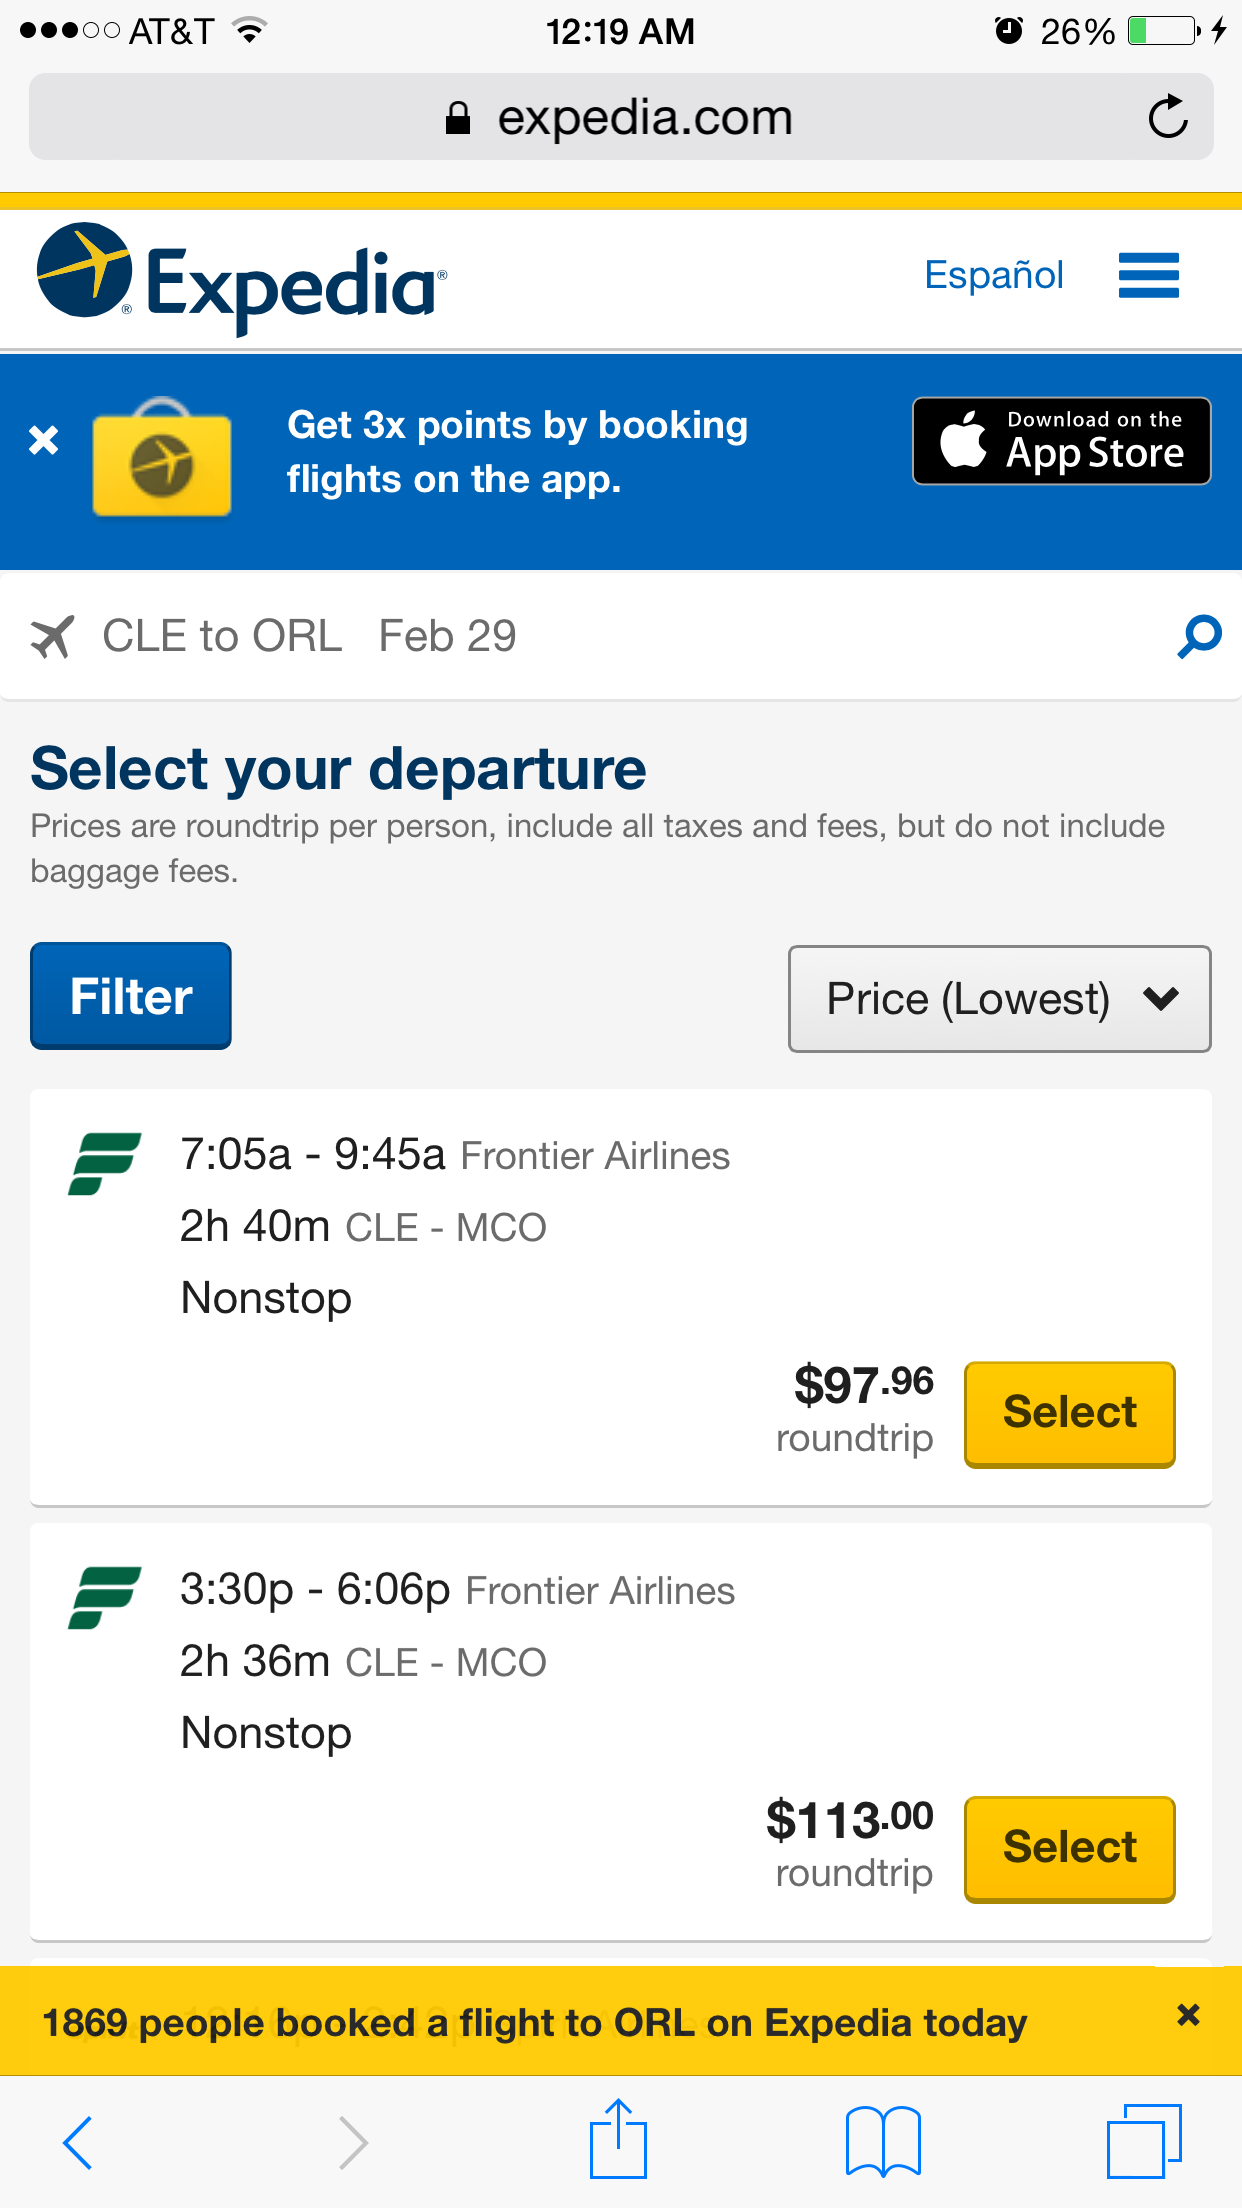 AT&T 12:19 AM 26%
expedia.com
Expedia® Español
Get 3x points by booking
flights on the app.
Download on the
App Store
CLE to ORL Feb 29
Select your departure
Prices are roundtrip per person, include all taxes and fees, but do not include
baggage fees.
Filter Price (Lowest)
7:05a - 9:45a Frontier Airlines
2h 40m CLE - MCO
Nonstop
$97.96
roundtrip
Select
3:30p - 6:06p Frontier Airlines
2h 36m CLE - MCO
Nonstop
$113.00
roundtrip
Select
1869 people booked a flight to ORL on Expedia today